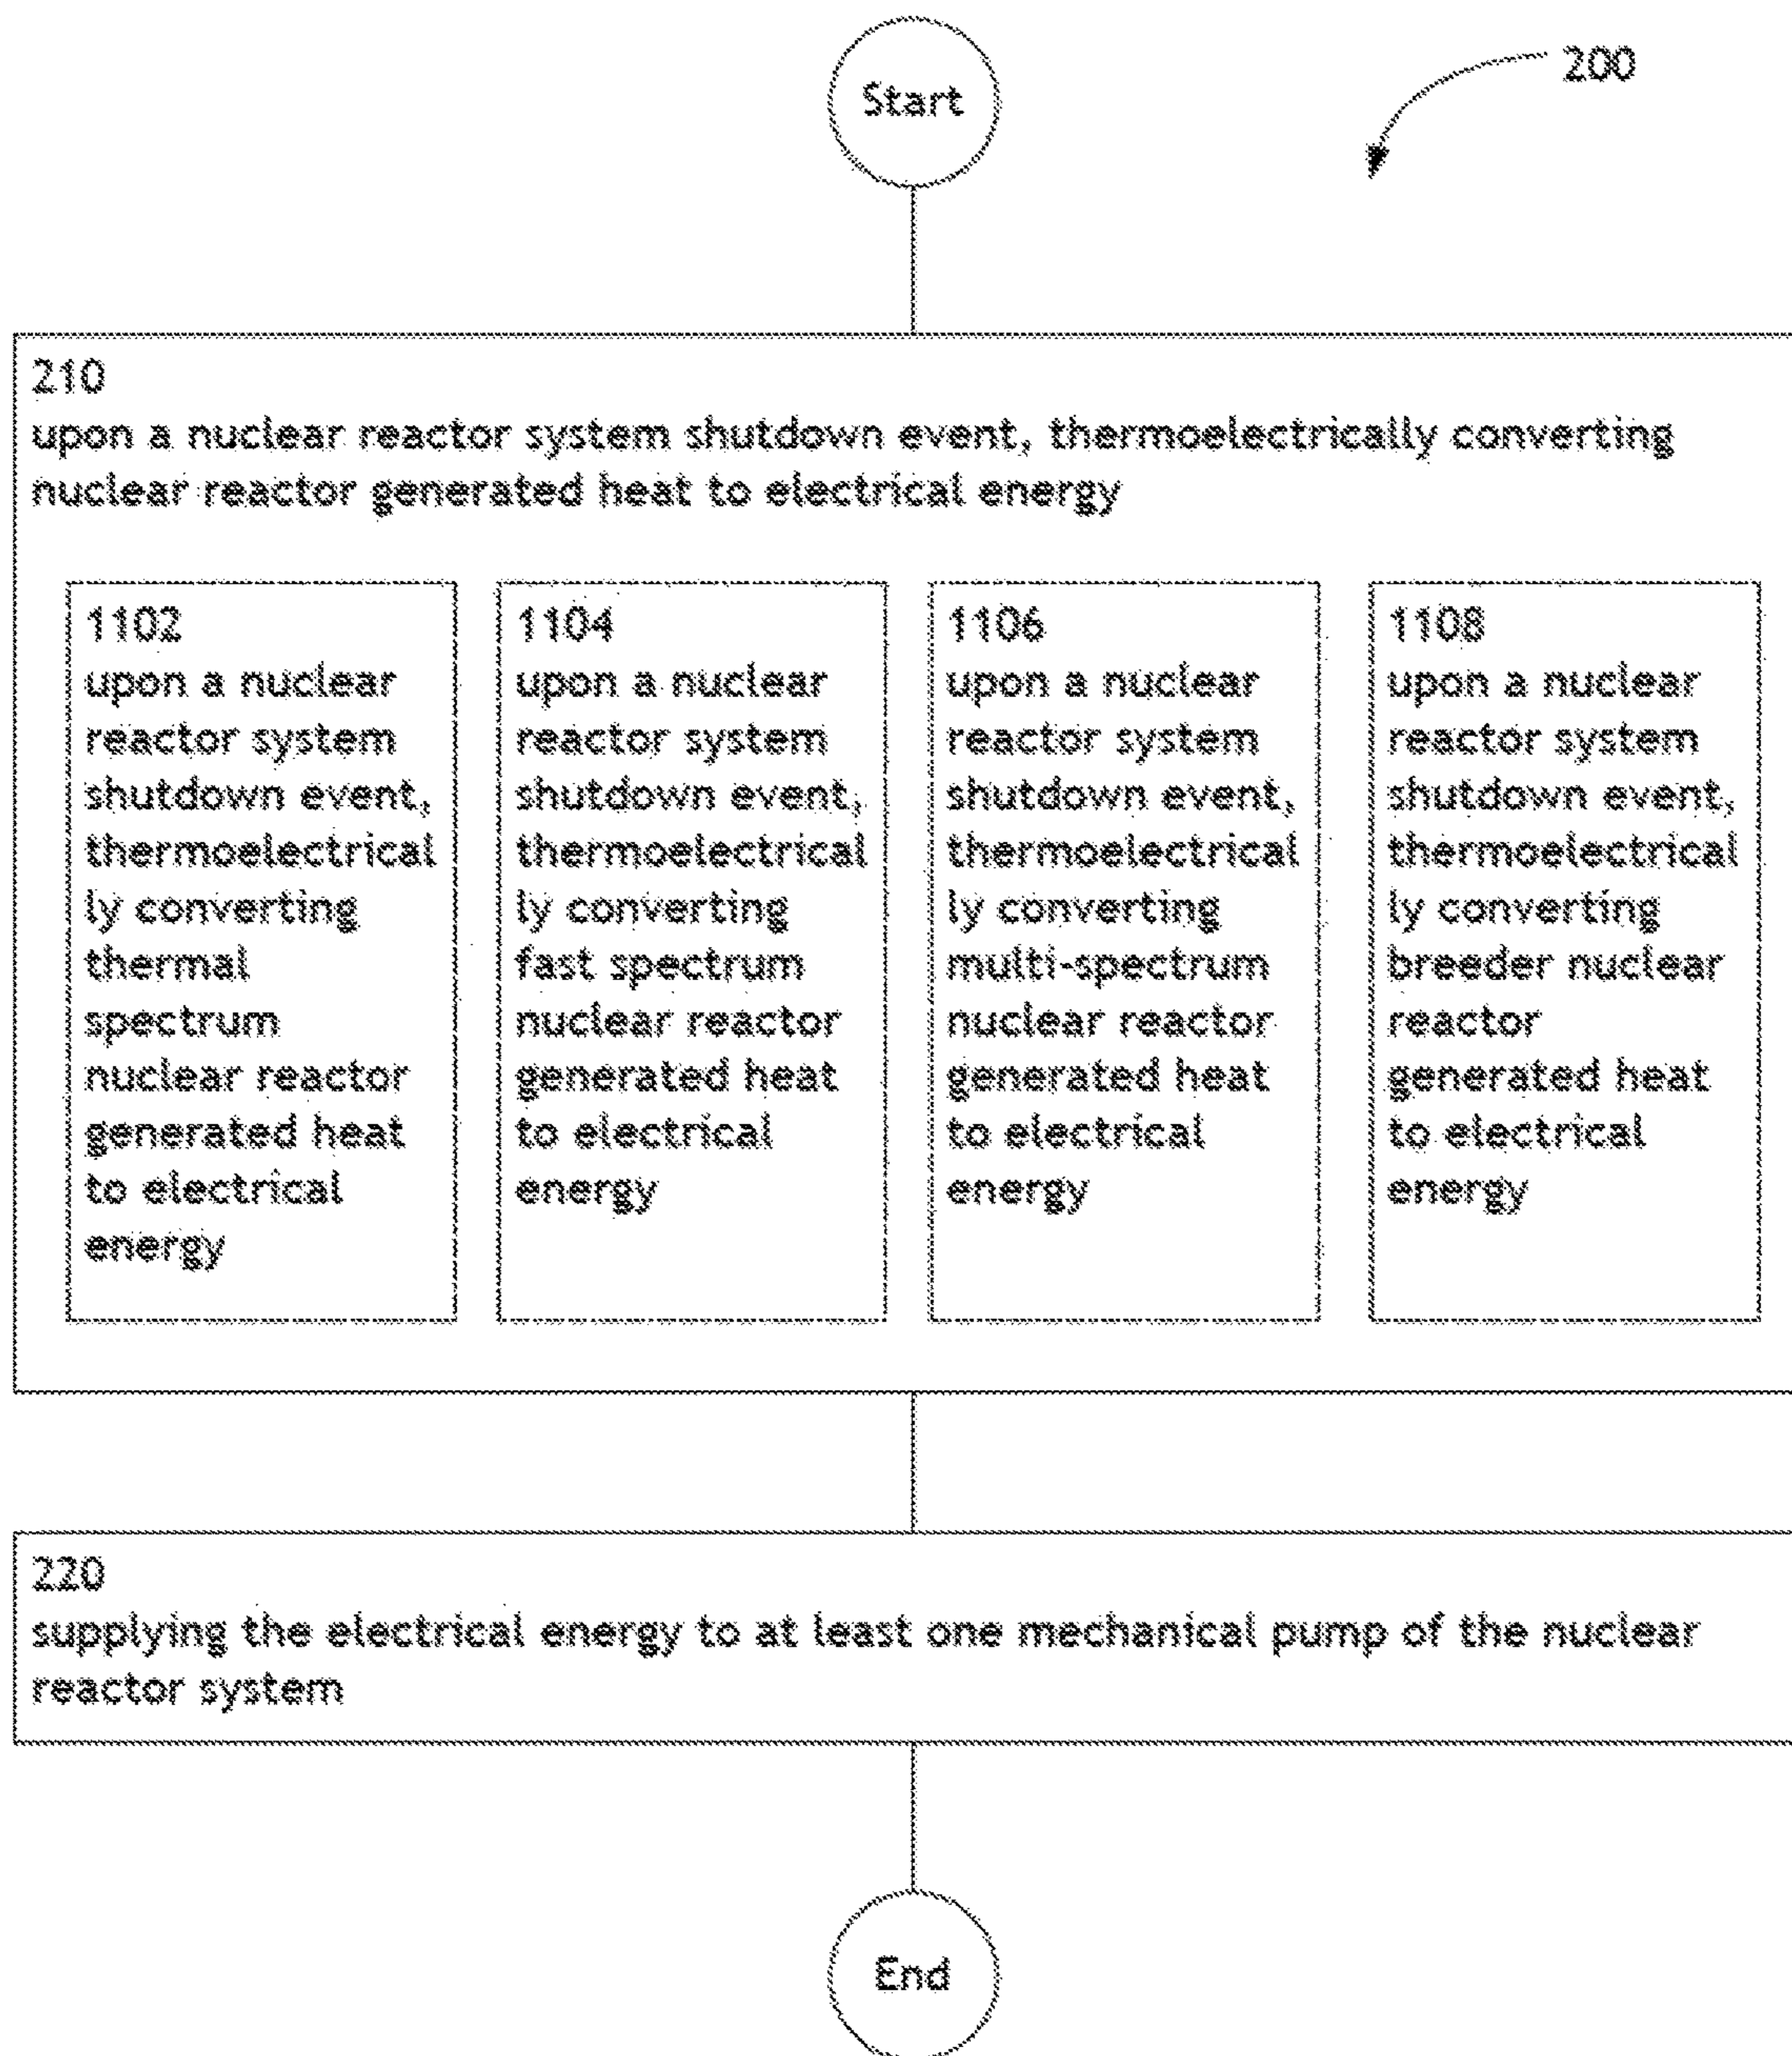 Start
200
210
upon a nuclear reactor system shutdown event, thermoelectrically converting
nuclear reactor generated heat to electrical energy
1102
upon a nuclear
reactor system
shutdown event,
thermoelectrical
ly converting
thermal
spectrum
nuclear reactor
generated heat
to electrical
energy
1104
upon a nuclear
reactor system
shutdown event,
thermoelectrical
ly converting
fast spectrum
nuclear reactor
generated heat
to electrical
energy
1106
upon a nuclear
reactor system
shutdown event,
thermoelectrical
ly converting
multi-spectrum
nuclear reactor
generated heat
to electrical
energy
1108
upon a nuclear
reactor system
shutdown event,
thermoelectrical
ly converting
breeder nuclear
reactor
generated heat
to electrical
energy
220
supplying the electrical energy to at least one mechanical pump of the nuclear
reactor system
End